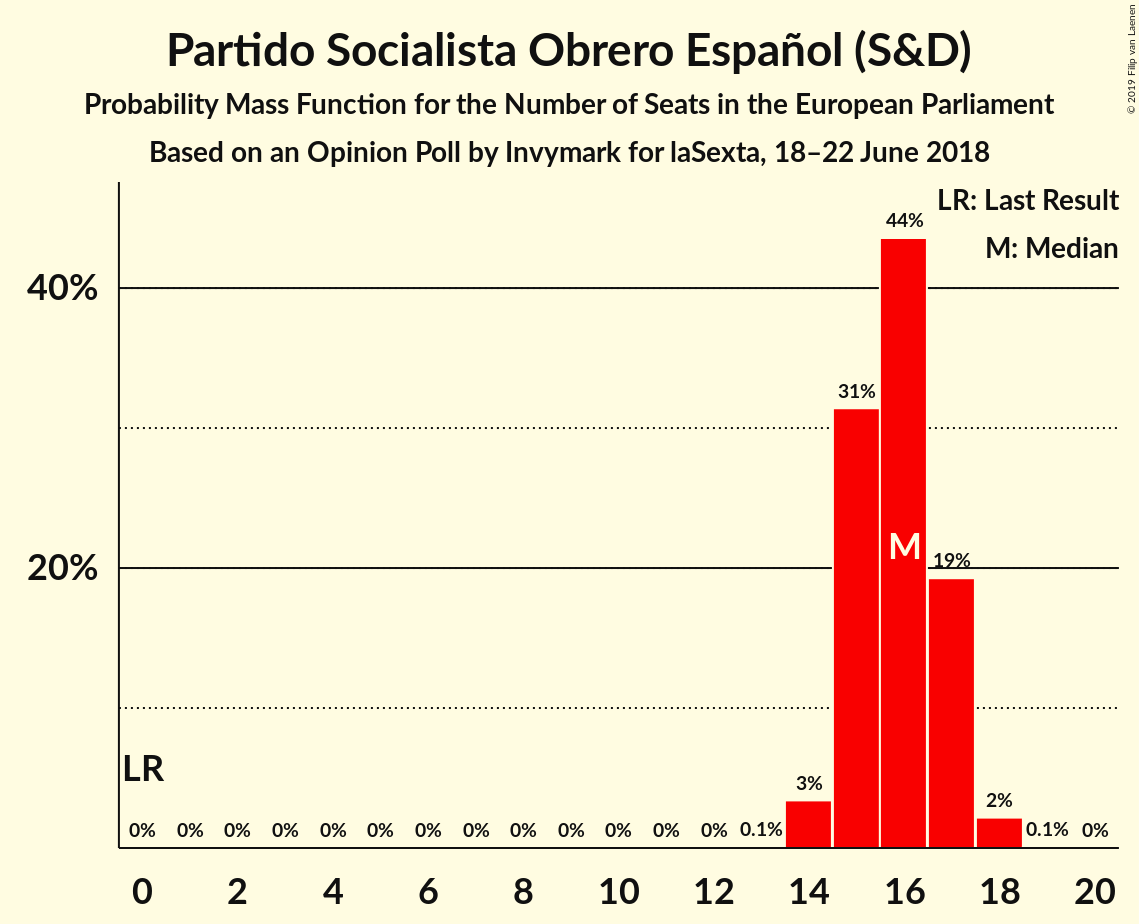 Partido Socialista Obrero Español (S&D)
Probability Mass Function for the Number of Seats in the European Parliament
Based on an Opinion Poll by Invymark for laSexta, 18–22 June 2018
© 2019 Filip van Laenen
LR: Last Result
M: Median
44%
40%
31%
M
20%
19%
LR
3%
2%
0% 0% 0% 0% 0% 0% 0% 0% 0% 0% 0% 0% 0% 0.1% 0.1% 0%
0 2 4 6 8 10 12 14 16 18 20